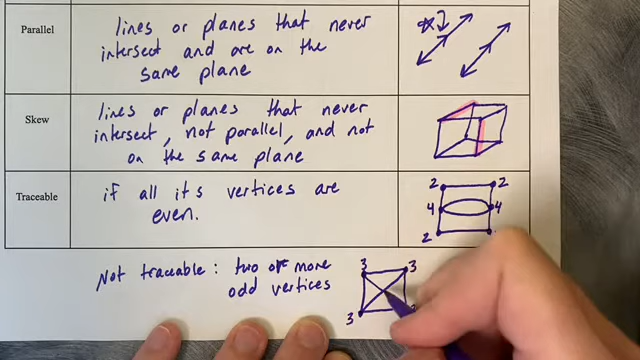 Parallel
lines or planes that never
intersect and are on the
same plane
Skew
lines or planes that never
intersect, not parallel, and not
on the same plane
Traceable
if all its vertices are
even.
2 2
4 4
2
Not traceable: two or more
odd vertices
3 3
3